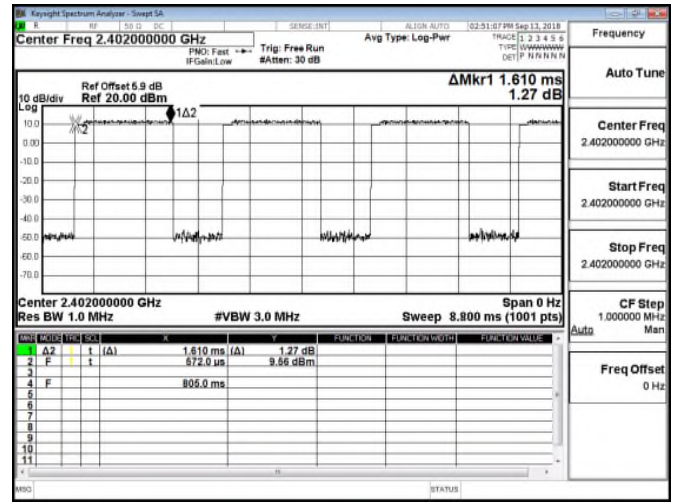 Keysight Spectrum Analyzer - Swept SA
R RF 50 Ω DC SENSE:INT ALIGN AUTO 02:51:07 PM Sep 13, 2018
Center Freq 2.402000000 GHz
PNO: Fast
IFGain:Low
Trig: Free Run
#Atten: 30 dB
Avg Type: Log-Pwr
TRACE 1 2 3 4 5 6
TYPE WWWWWW
DET P N N N N N
Frequency
Auto Tune
Center Freq
2.402000000 GHz
Start Freq
2.402000000 GHz
Stop Freq
2.402000000 GHz
CF Step
1.000000 MHz
Auto Man
Freq Offset
0 Hz
ΔMkr1 1.610 ms
1.27 dB
Ref Offset 6.9 dB
10 dB/div Ref 20.00 dBm
Log
10.0
0.00
-10.0
-20.0
-30.0
-40.0
-50.0
-60.0
-70.0
1Δ2
2
Center 2.402000000 GHz Span 0 Hz
Res BW 1.0 MHz #VBW 3.0 MHz Sweep 8.800 ms (1001 pts)
MKR MODE TRC SCL X Y FUNCTION FUNCTION WIDTH FUNCTION VALUE
1 Δ2 t (Δ) 1.610 ms (Δ) 1.27 dB
2 F t 572.0 µs 9.56 dBm
3
4 F 805.0 ms
5
6
7
8
9
10
11
MSG STATUS